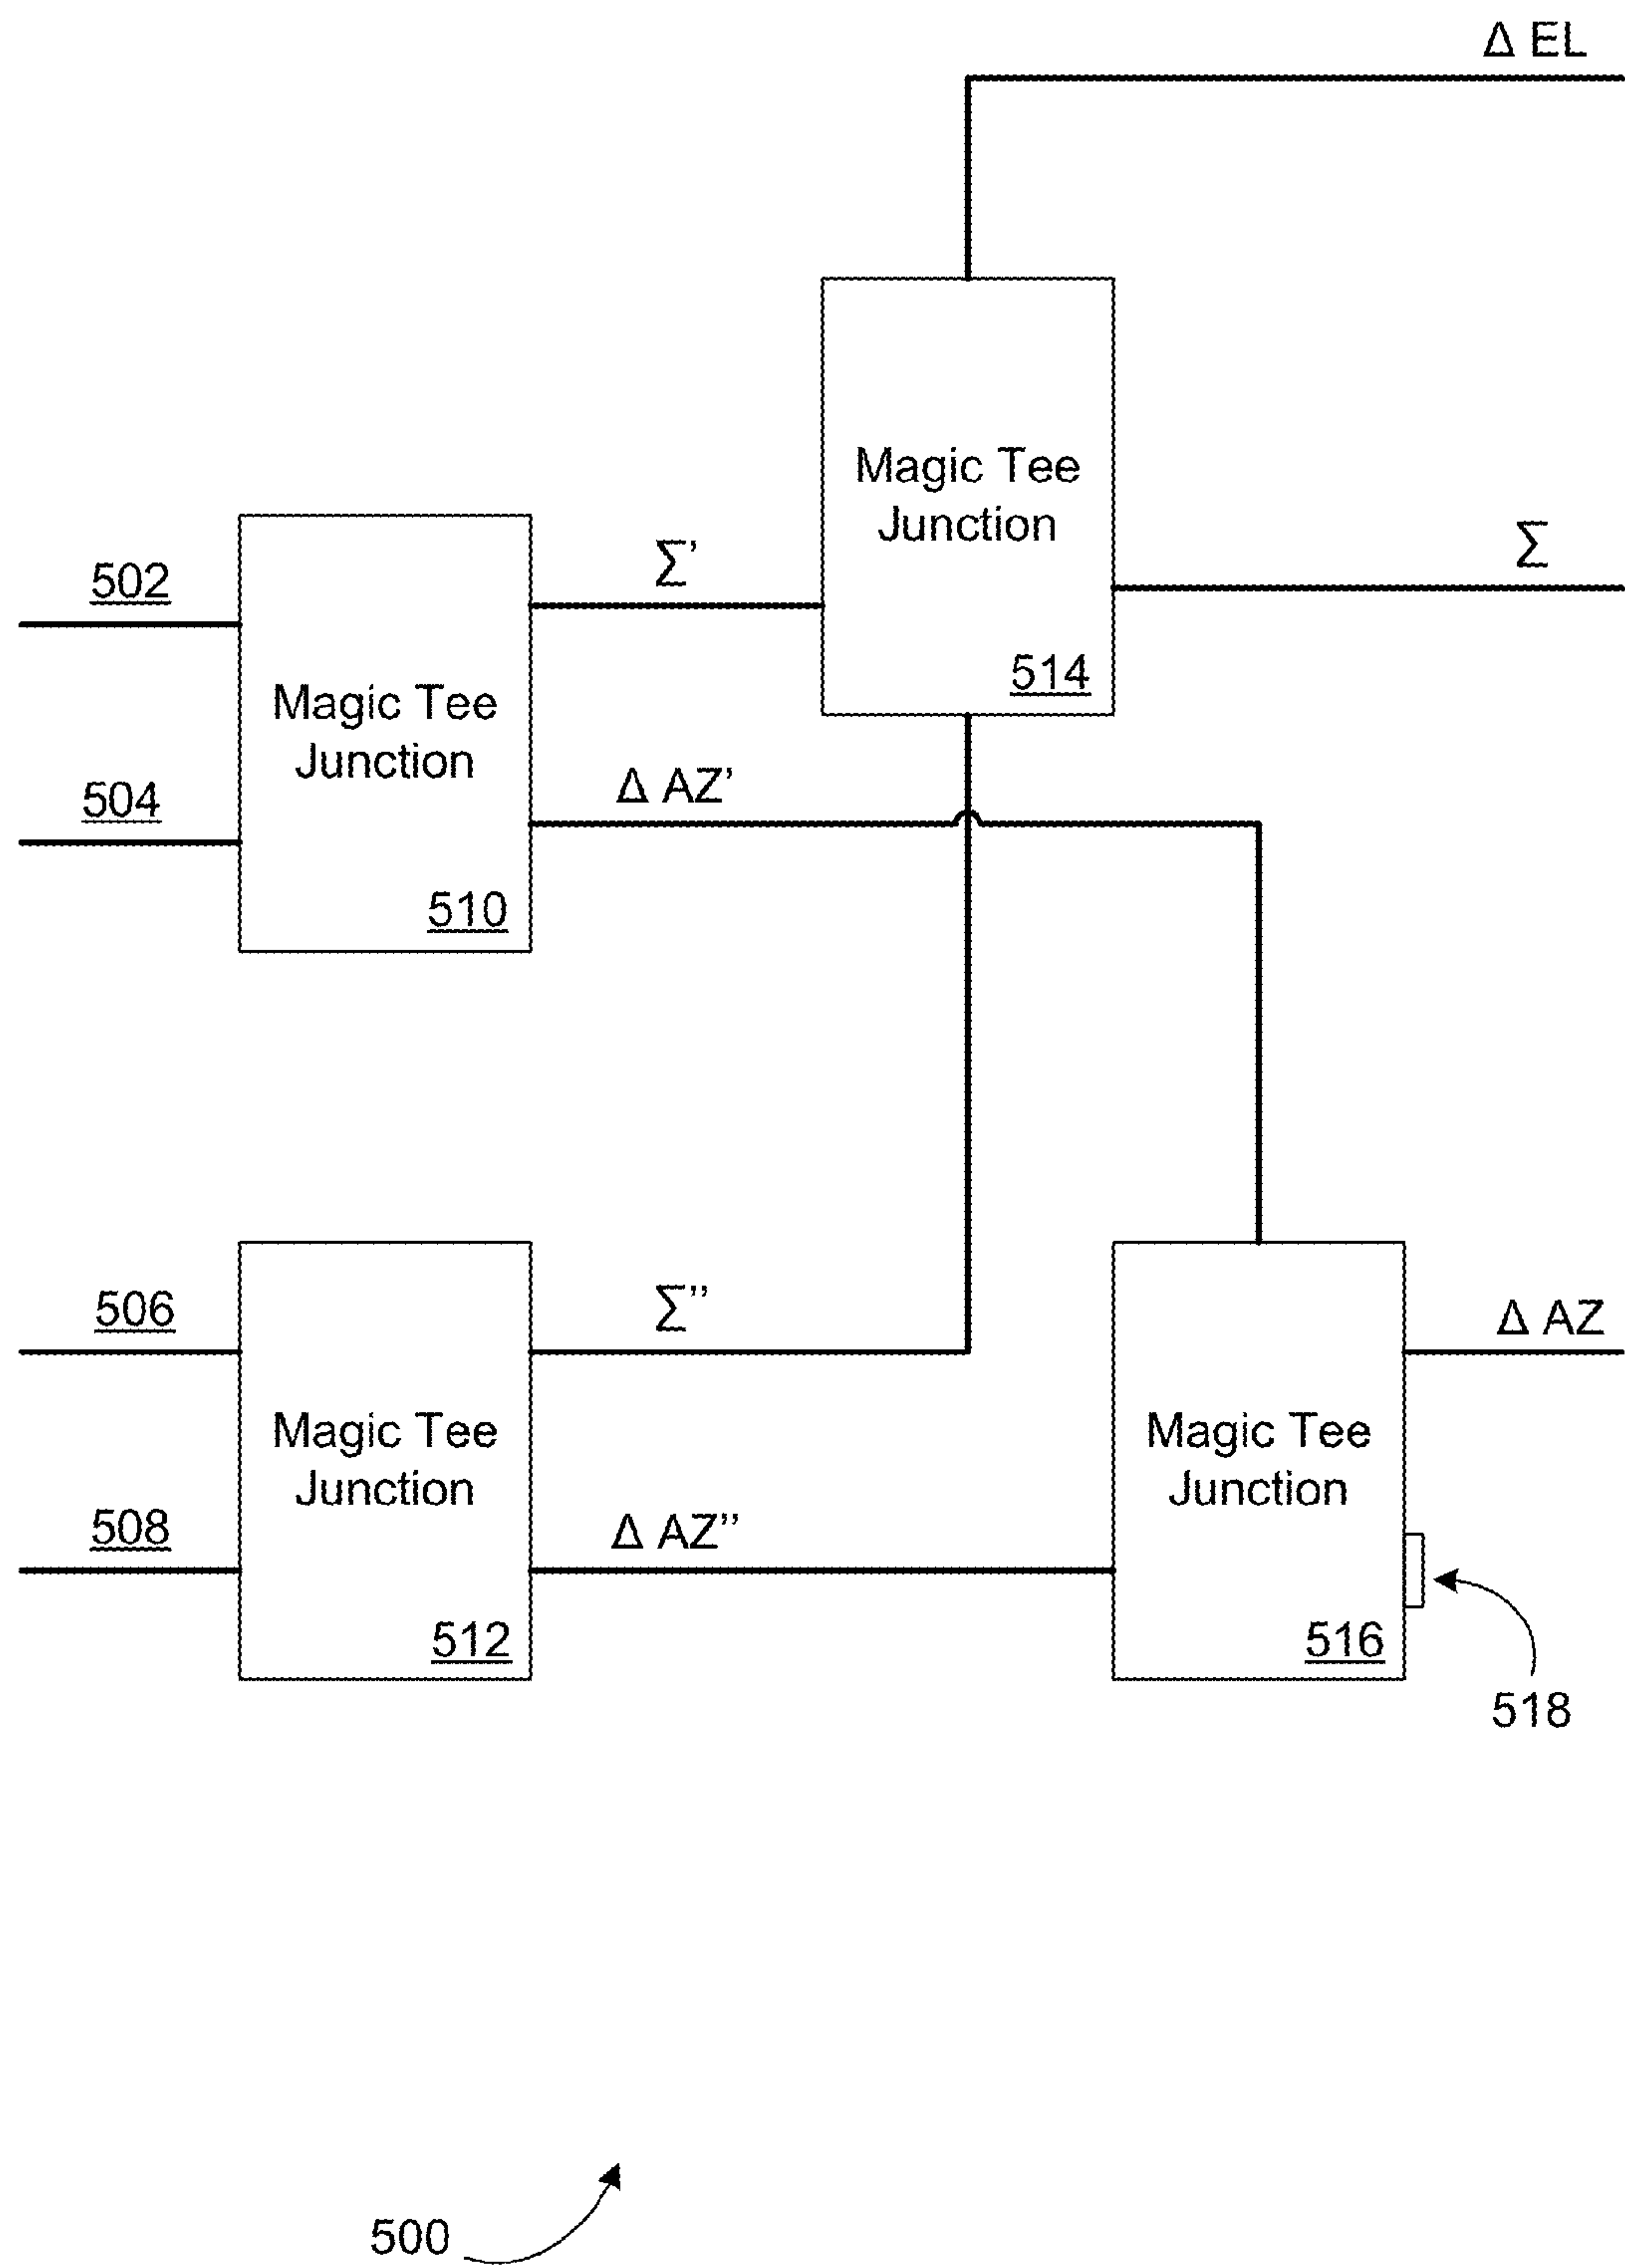 Δ EL
Magic Tee
Junction
514
Σ
502
504
Magic Tee
Junction
510
Σ’
Δ AZ’
506
508
Magic Tee
Junction
512
Σ’’
Δ AZ’’
Magic Tee
Junction
516
Δ AZ
518
500